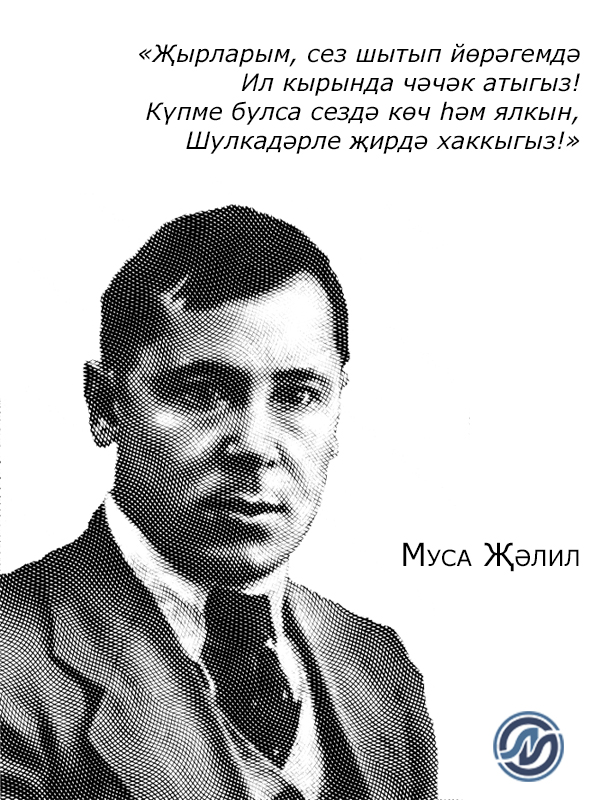 «Җырларым, сез шытып йөрәгемдә
Ил кырында чәчәк атыгыз!
Күпме булса сездә көч һәм ялкын,
Шулкадәрле җирдә хаккыгыз!»
Муса Җәлил